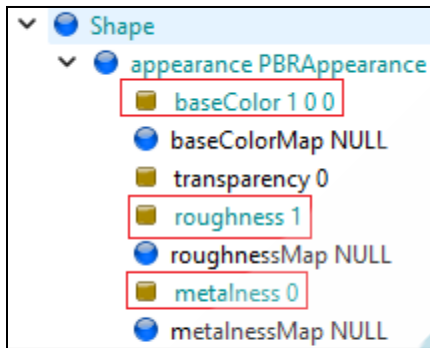 Shape
appearance PBRAppearance
baseColor 1 0 0
baseColorMap NULL
transparency 0
roughness 1
roughnessMap NULL
metalness 0
metalnessMap NULL